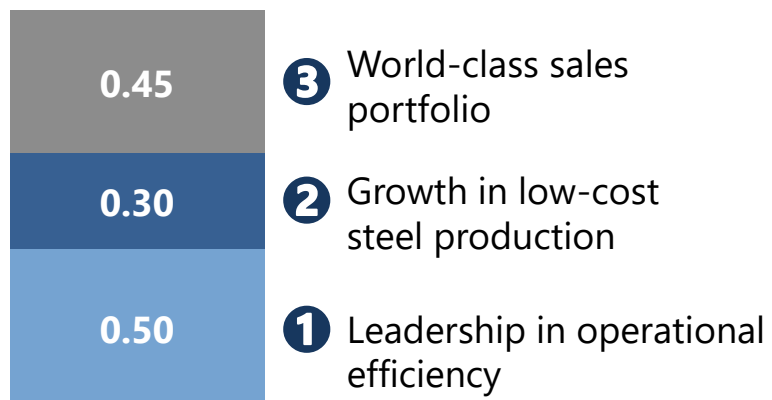 0.45
3 World-class sales
portfolio
0.30
2 Growth in low-cost
steel production
0.50
1 Leadership in operational
efficiency